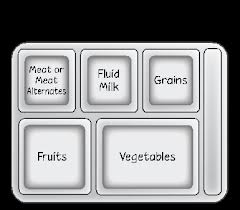 Meat or
Meat
Alternates
Fluid
Milk
Grains
Fruits
Vegetables